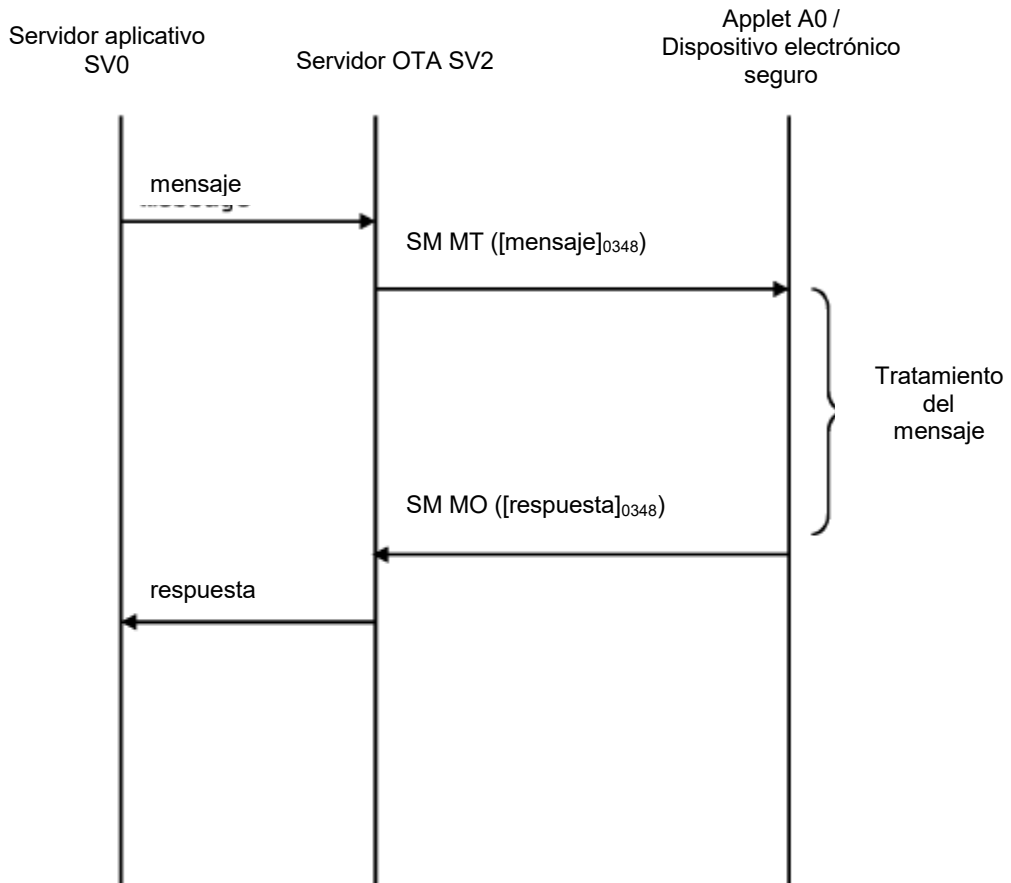 Servidor aplicativo
SV0
Servidor OTA SV2
Applet A0 /
Dispositivo electrónico
seguro
mensaje
SM MT ([mensaje]0348)
Tratamiento
del
mensaje
SM MO ([respuesta]0348)
respuesta